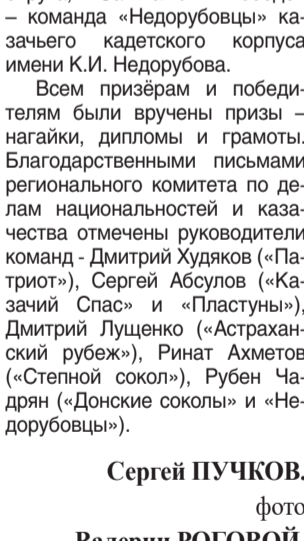 – команда «Недорубовцы» ка-
зачьего кадетского корпуса
имени К.И. Недорубова.
Всем призёрам и победи-
телям были вручены призы –
нагайки, дипломы и грамоты.
Благодарственными письмами
регионального комитета по де-
лам национальностей и каза-
чества отмечены руководители
команд - Дмитрий Худяков («Па-
триот»), Сергей Абсулов («Ка-
зачий Спас» и «Пластуны»),
Дмитрий Лущенко («Астрахан-
ский рубеж»), Ринат Ахметов
(«Степной сокол»), Рубен Ча-
дрян («Донские соколы» и «Не-
дорубовцы»).
Сергей ПУЧКОВ.
фото
Валерии РОГОВОЙ.